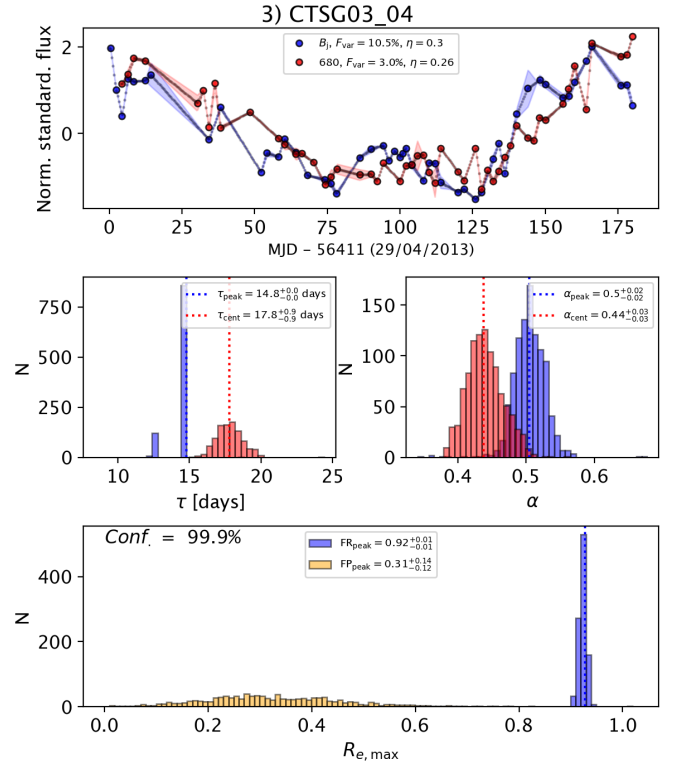 3) CTSG03_04
Norm. standard. flux
2
0
B_j, F_var = 10.5%, η = 0.3
680, F_var = 3.0%, η = 0.26
0 25 50 75 100 125 150 175
MJD – 56411 (29/04/2013)
N
750
500
250
0
τ_peak = 14.8^{+0.0}_{-0.0} days
τ_cent = 17.8^{+0.9}_{-0.9} days
10 15 20 25
τ [days]
N
150
100
50
0
α_peak = 0.5^{+0.02}_{-0.02}
α_cent = 0.44^{+0.03}_{-0.03}
0.4 0.5 0.6
α
Conf. = 99.9%
N
400
200
0
FR_peak = 0.92^{+0.01}_{-0.01}
FP_peak = 0.31^{+0.14}_{-0.12}
0.0 0.2 0.4 0.6 0.8 1.0
R_{e, max}